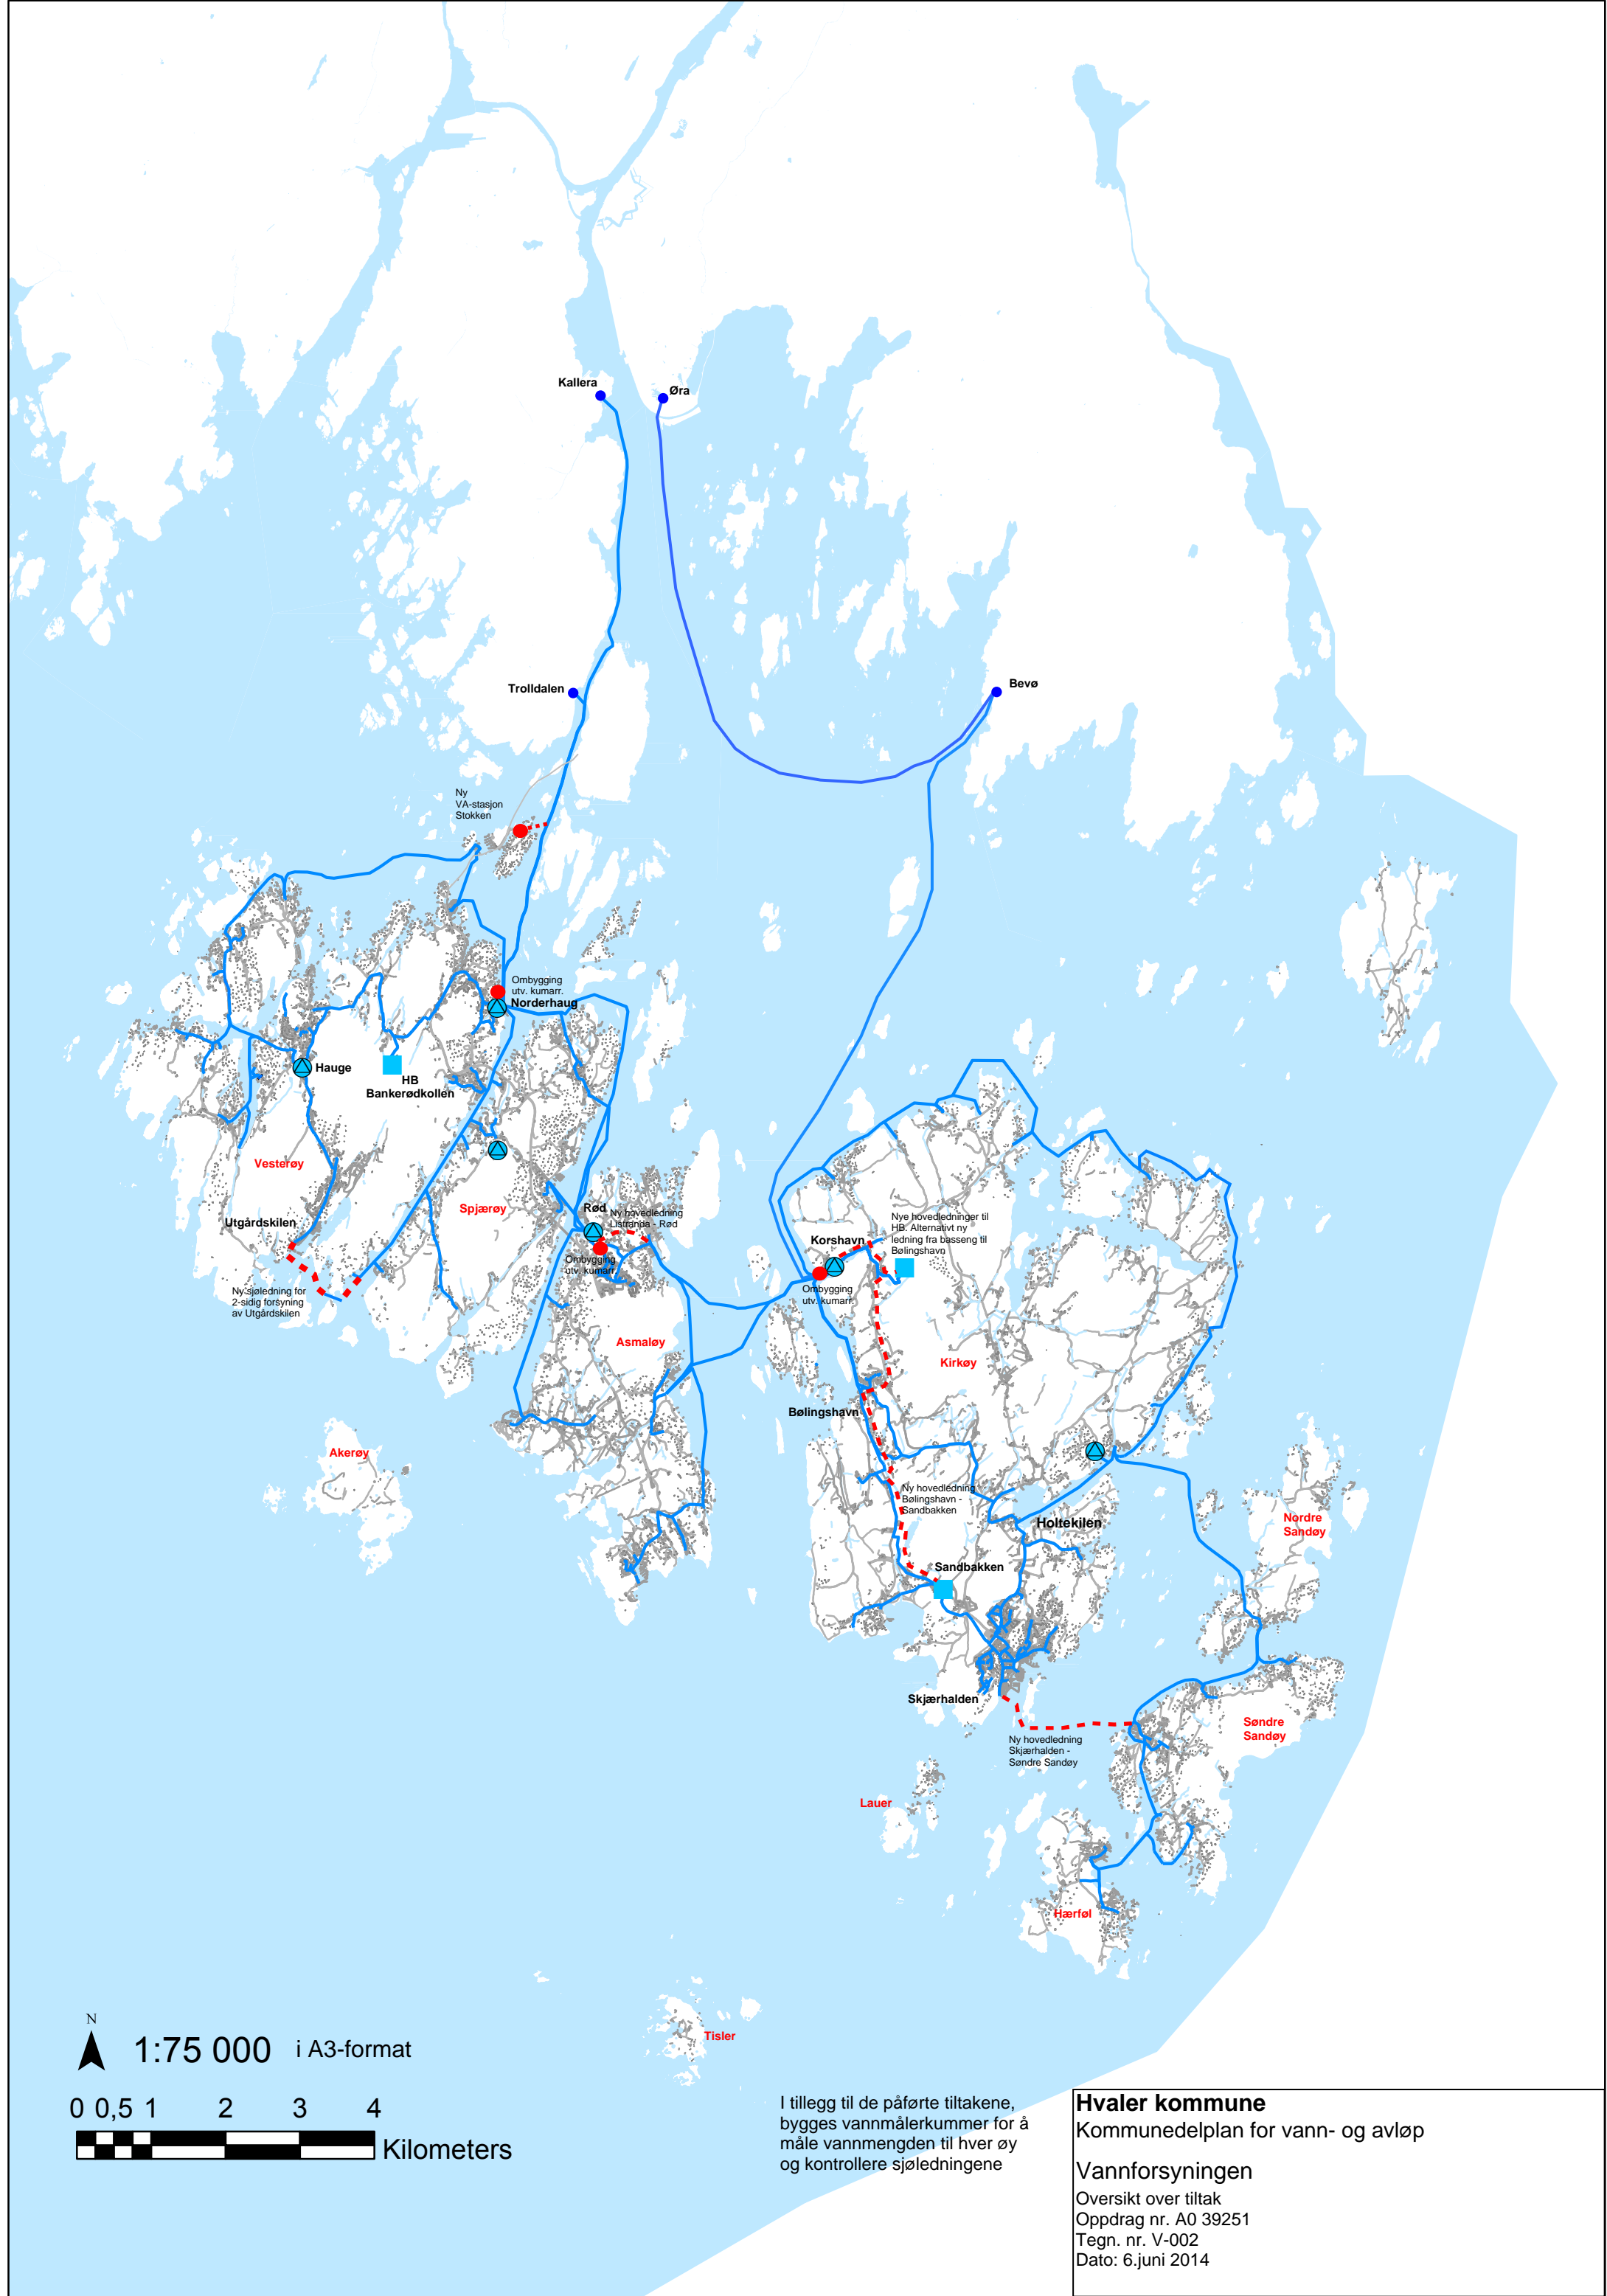 Kallera
Øra
Trolldalen
Bevø
Ny
VA-stasjon
Stokken
Ombygging
utv. kumarr.
Norderhaug
Hauge
HB
Bankerødkollen
Vesterøy
Utgårdskilen
Spjærøy
Rød
Ny hovedledning
Listranda - Rød
Ombygging
utv. kumarr.
Ny sjøledning for
2-sidig forsyning
av Utgårdskilen
Korshavn
Nye hovedledninger til
HB. Alternativt ny
ledning fra basseng til
Bølingshavn
Ombygging
utv. kumarr.
Asmaløy
Kirkøy
Bølingshavn
Akerøy
Ny hovedledning
Bølingshavn -
Sandbakken
Holtekilen
Nordre
Sandøy
Sandbakken
Skjærhalden
Ny hovedledning
Skjærhalden -
Søndre Sandøy
Søndre
Sandøy
Lauer
Hærføl
Tisler
N
1:75 000 i A3-format
0 0,5 1 2 3 4
Kilometers
I tillegg til de påførte tiltakene,
bygges vannmålerkummer for å
måle vannmengden til hver øy
og kontrollere sjøledningene
Hvaler kommune
Kommunedelplan for vann- og avløp
Vannforsyningen
Oversikt over tiltak
Oppdrag nr. A0 39251
Tegn. nr. V-002
Dato: 6.juni 2014